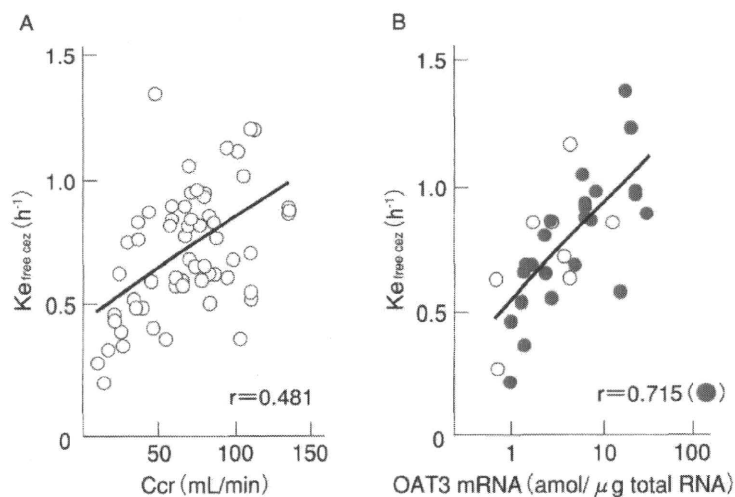 A
1.5
1.0
0.5
0
Ke free cez (h⁻¹)
50
100
150
Ccr (mL/min)
r=0.481
B
1.5
1.0
0.5
0
Ke free cez (h⁻¹)
1
10
100
OAT3 mRNA (amol/μg total RNA)
r=0.715 (●)